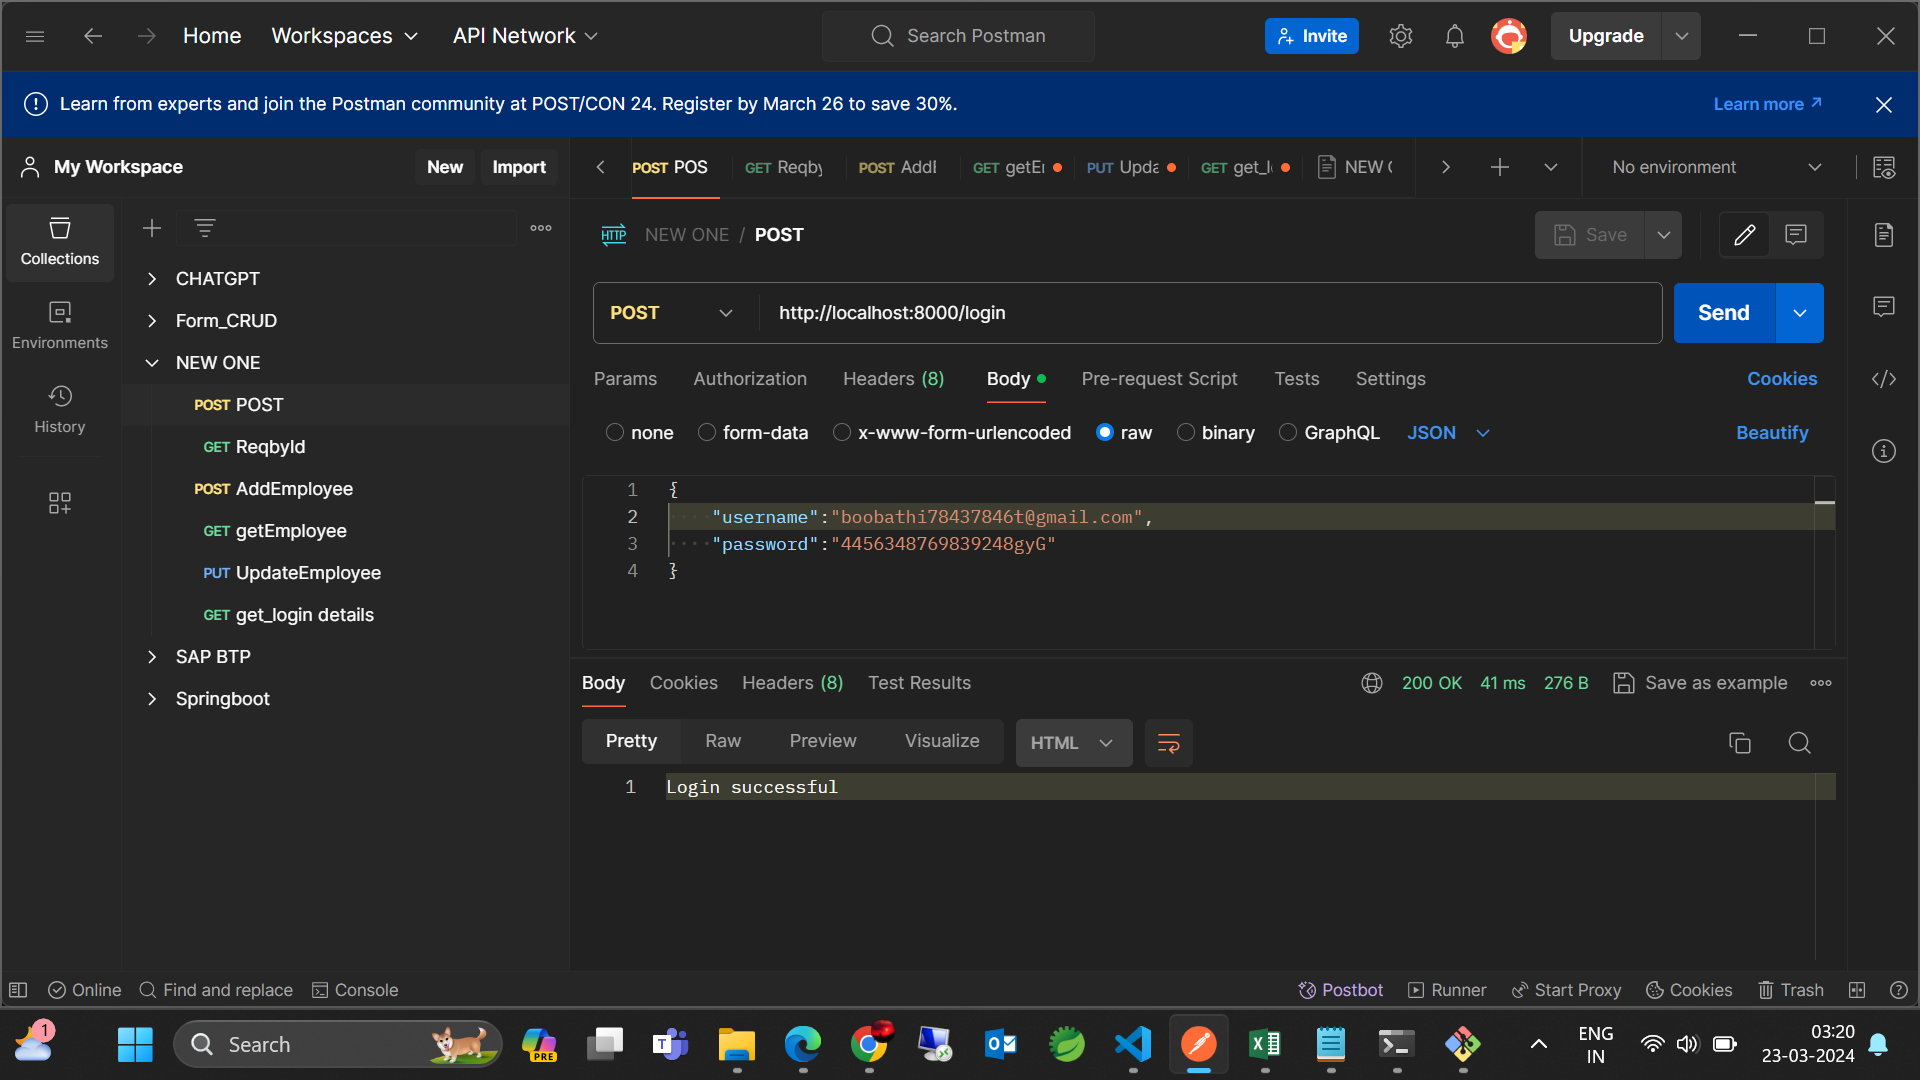 Home Workspaces API Network Search Postman Invite Upgrade
Learn from experts and join the Postman community at POST/CON 24. Register by March 26 to save 30%. Learn more
My Workspace New Import
POST POS GET Reqby POST AddE GET getEr PUT Upda GET get_l NEW No environment
Collections
Environments
History
CHATGPT
Form_CRUD
NEW ONE
POST POST
GET ReqbyId
POST AddEmployee
GET getEmployee
PUT UpdateEmployee
GET get_login details
SAP BTP
Springboot
HTTP NEW ONE / POST Save
POST http://localhost:8000/login Send
Params Authorization Headers (8) Body Pre-request Script Tests Settings Cookies
none form-data x-www-form-urlencoded raw binary GraphQL JSON Beautify
1 {
2 "username":"boobathi78437846t@gmail.com",
3 "password":"4456348769839248gyG"
4 }
Body Cookies Headers (8) Test Results 200 OK 41 ms 276 B Save as example
Pretty Raw Preview Visualize HTML
1 Login successful
Online Find and replace Console Postbot Runner Start Proxy Cookies Trash
1 Search PRE ENG IN 03:20
23-03-2024